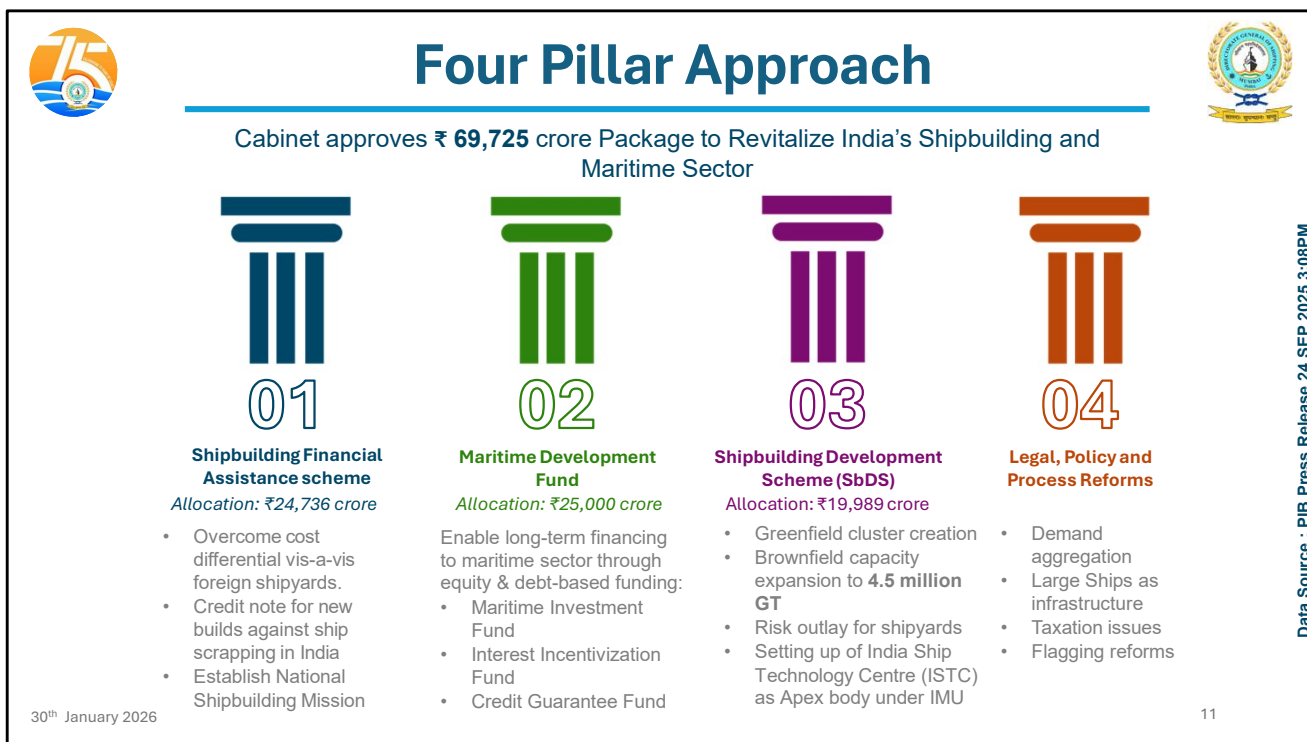 75
DIRECTORATE GENERAL OF SHIPPING
MUMBAI
INDIA
Four Pillar Approach
Cabinet approves ₹ 69,725 crore Package to Revitalize India's Shipbuilding and
Maritime Sector
01
Shipbuilding Financial
Assistance scheme
Allocation: ₹24,736 crore
• Overcome cost
differential vis-a-vis
foreign shipyards.
• Credit note for new
builds against ship
scrapping in India
• Establish National
Shipbuilding Mission
02
Maritime Development
Fund
Allocation: ₹25,000 crore
Enable long-term financing
to maritime sector through
equity & debt-based funding:
• Maritime Investment
Fund
• Interest Incentivization
Fund
• Credit Guarantee Fund
03
Shipbuilding Development
Scheme (SbDS)
Allocation: ₹19,989 crore
• Greenfield cluster creation
• Brownfield capacity
expansion to 4.5 million
GT
• Risk outlay for shipyards
• Setting up of India Ship
Technology Centre (ISTC)
as Apex body under IMU
04
Legal, Policy and
Process Reforms
• Demand
aggregation
• Large Ships as
infrastructure
• Taxation issues
• Flagging reforms
Data Source : PIB Press Release 24 SEP 2025 3:08PM
30th January 2026
11